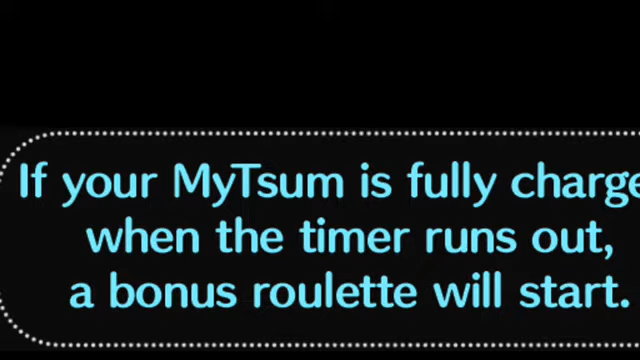 If your MyTsum is fully charge
when the timer runs out,
a bonus roulette will start.